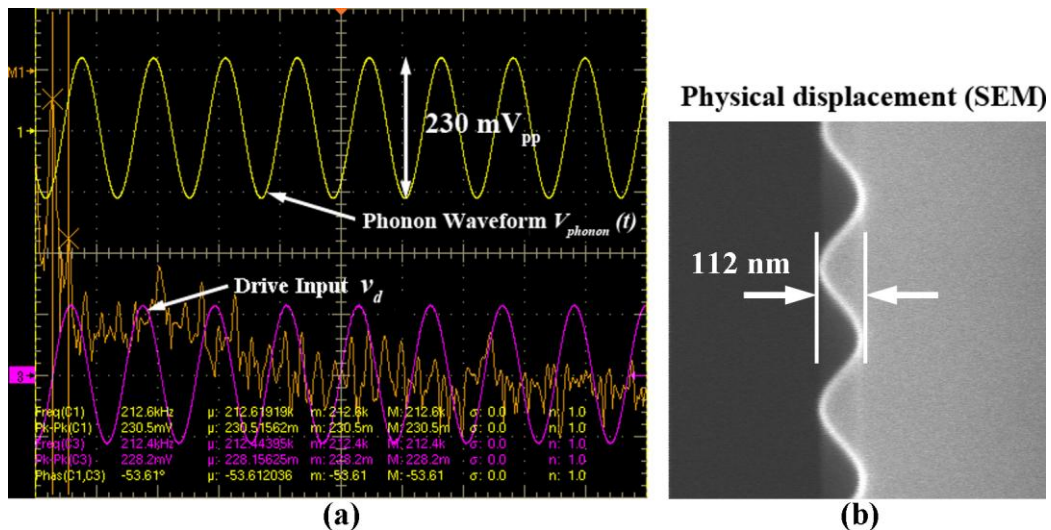 M1
1
230 mVpp
Phonon Waveform Vphonon (t)
Drive Input vd
3
Freq(C1) 212.6kHz µ: 212.61919k m: 212.6k M: 212.6k σ: 0.0 n: 1.0
Pk-Pk(C1) 230.5mV µ: 230.51562m m: 230.5m M: 230.5m σ: 0.0 n: 1.0
Freq(C3) 212.4kHz µ: 212.44395k m: 212.4k M: 212.4k σ: 0.0 n: 1.0
Pk-Pk(C3) 228.2mV µ: 228.15625m m: 228.2m M: 228.2m σ: 0.0 n: 1.0
Phas(C1,C3) -53.61° µ: -53.612036 m: -53.61 M: -53.61 σ: 0.0 n: 1.0
(a)
Physical displacement (SEM)
112 nm
(b)